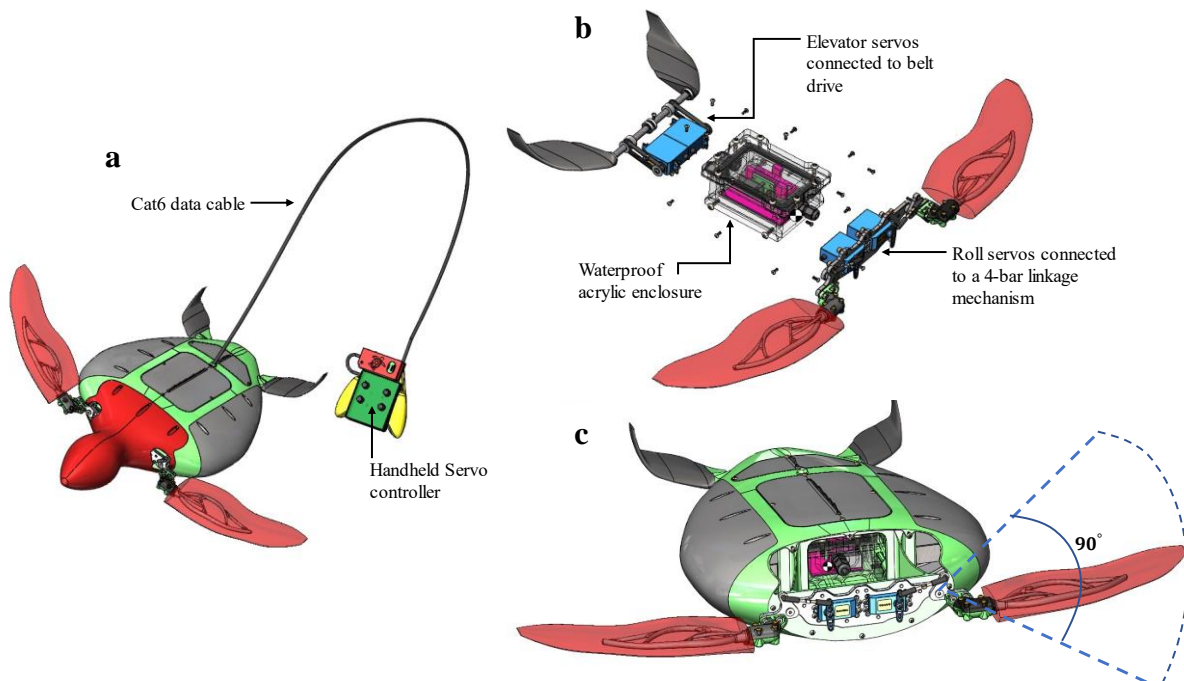 a
Cat6 data cable
Handheld Servo
controller
b
Elevator servos
connected to belt
drive
Waterproof
acrylic enclosure
Roll servos connected
to a 4-bar linkage
mechanism
c
90°